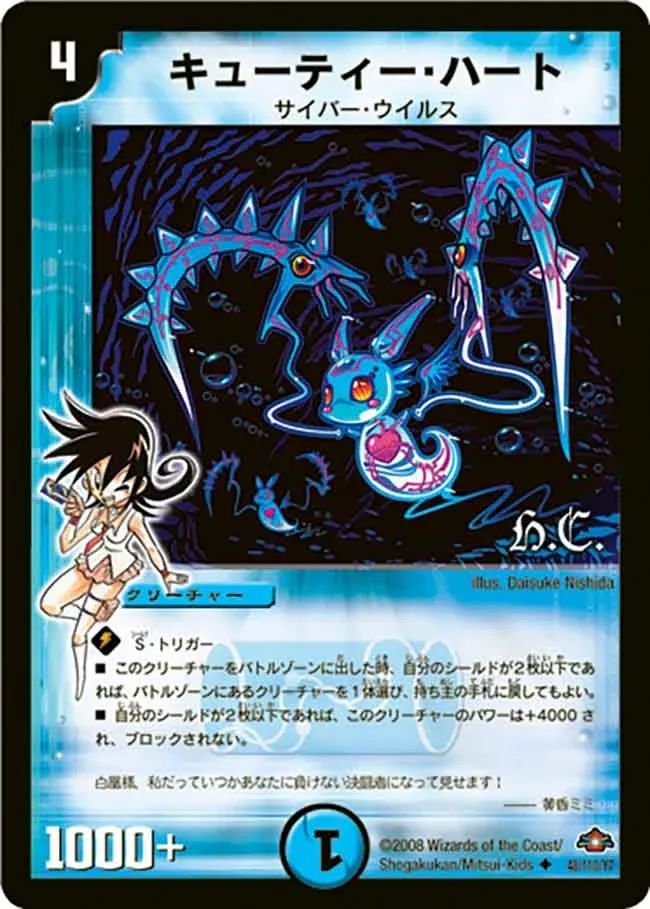 4
キューティー・ハート
サイバー・ウイルス
H.C.
illus. Daisuke Nishida
クリーチャー
S・トリガー
■ このクリーチャーをバトルゾーンに出した時、自分のシールドが2枚以下であ
れば、バトルゾーンにあるクリーチャーを1体選び、持ち主の手札に戻してもよい。
■ 自分のシールドが2枚以下であれば、このクリーチャーのパワーは+4000さ
れ、ブロックされない。
白凰様、私だっていつかあなたに負けない決闘者になって見せます!
—— 黄昏ミミ
1000+
1
©2008 Wizards of the Coast/
Shogakukan/Mitsui-Kids